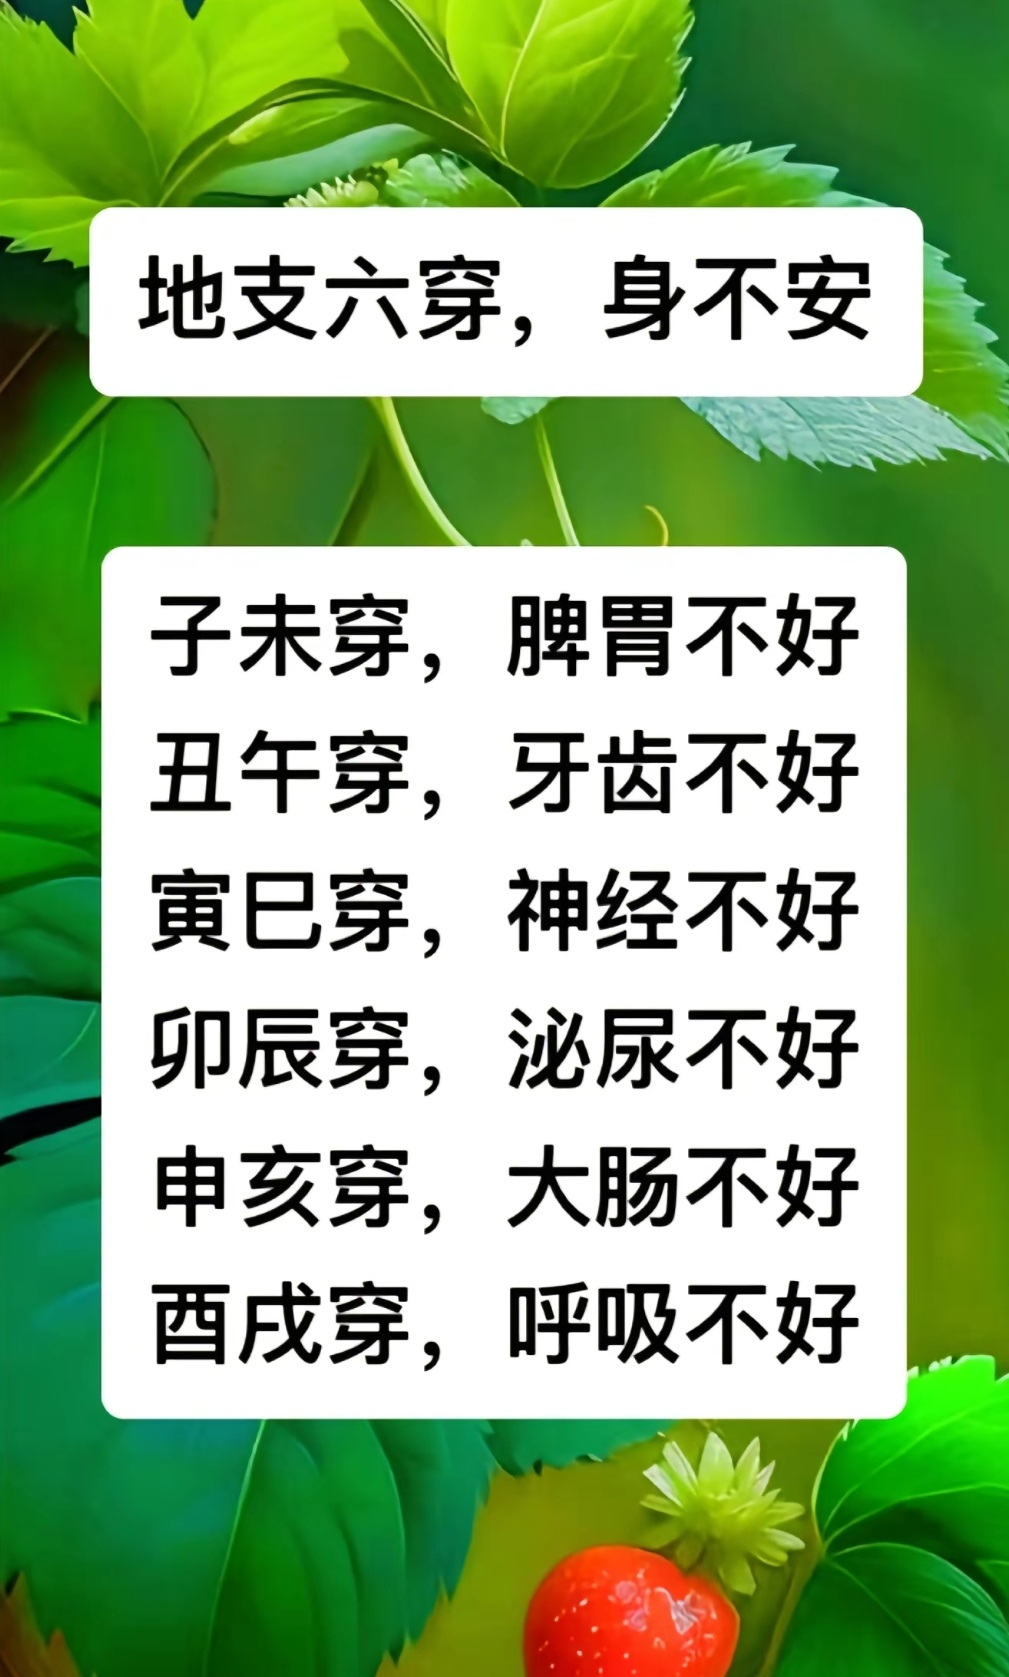 地支六穿，身不安
子未穿，脾胃不好
丑午穿，牙齿不好
寅巳穿，神经不好
卯辰穿，泌尿不好
申亥穿，大肠不好
酉戌穿，呼吸不好